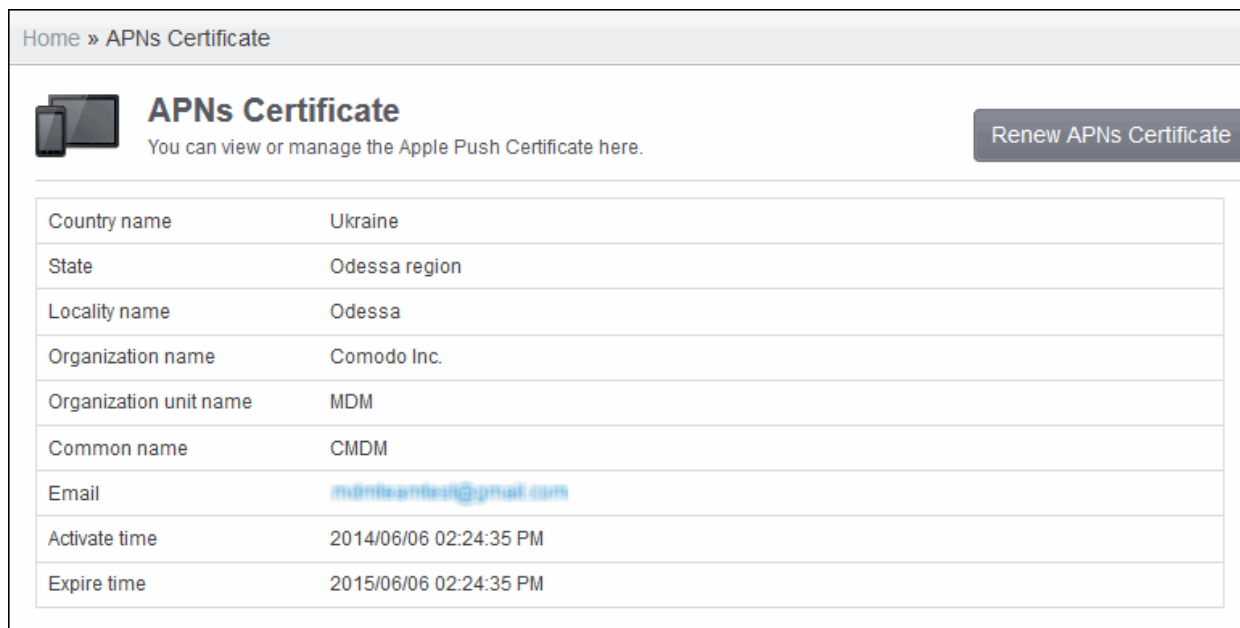 Home » APNs Certificate
APNs Certificate
You can view or manage the Apple Push Certificate here.
Renew APNs Certificate
Country name Ukraine
State Odessa region
Locality name Odessa
Organization name Comodo Inc.
Organization unit name MDM
Common name CMDM
Email
Activate time 2014/06/06 02:24:35 PM
Expire time 2015/06/06 02:24:35 PM